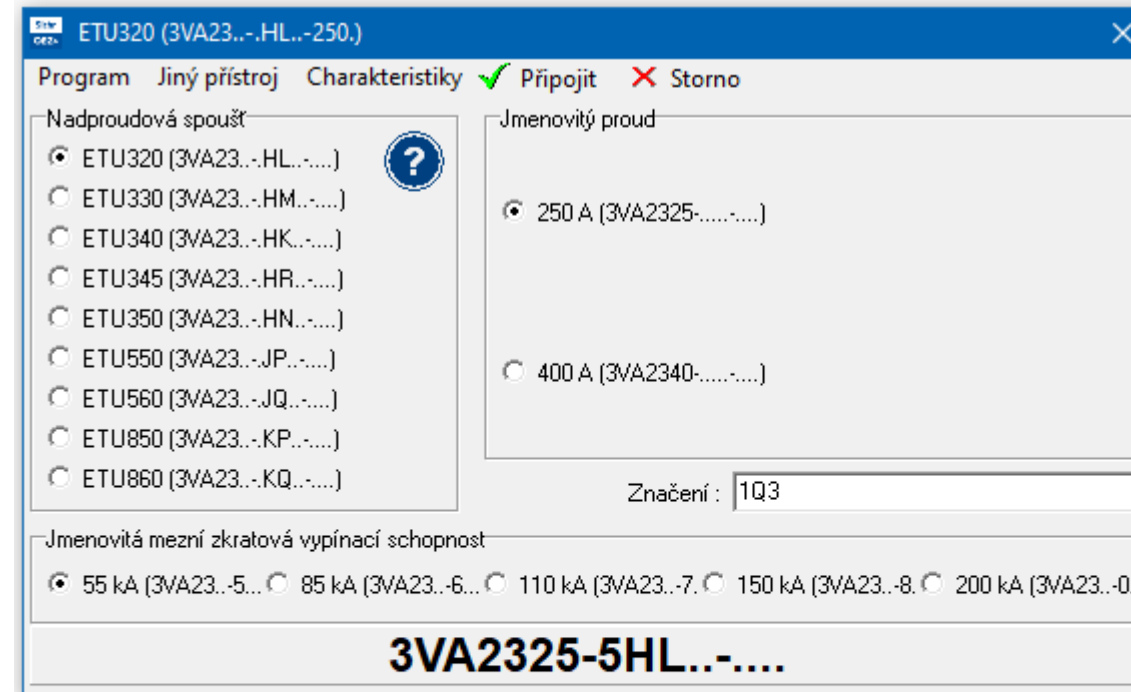 ETU320 (3VA23..-.HL..-250.)
Program Jiný přístroj Charakteristiky Připojit Storno
Nadproudová spoušť
ETU320 (3VA23..-.HL..-....)
ETU330 (3VA23..-.HM..-....)
ETU340 (3VA23..-.HK..-....)
ETU345 (3VA23..-.HR..-....)
ETU350 (3VA23..-.HN..-....)
ETU550 (3VA23..-.JP..-....)
ETU560 (3VA23..-.JQ..-....)
ETU850 (3VA23..-.KP..-....)
ETU860 (3VA23..-.KQ..-....)
?
Jmenovitý proud
250 A (3VA2325-.....-....)
400 A (3VA2340-.....-....)
Značení : 1Q3
Jmenovitá mezní zkratová vypínací schopnost
55 kA (3VA23..-5... 85 kA (3VA23..-6... 110 kA (3VA23..-7. 150 kA (3VA23..-8. 200 kA (3VA23..-0.
3VA2325-5HL..-....